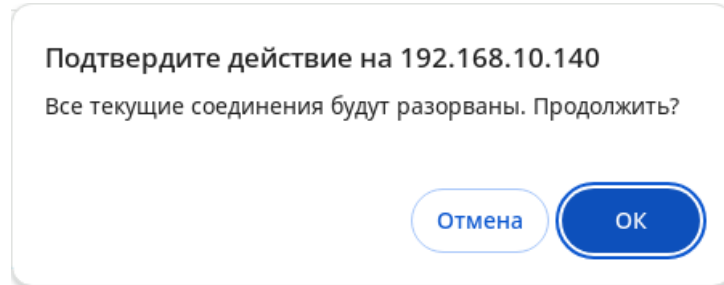 Подтвердите действие на 192.168.10.140
Все текущие соединения будут разорваны. Продолжить?
Отмена
ОК